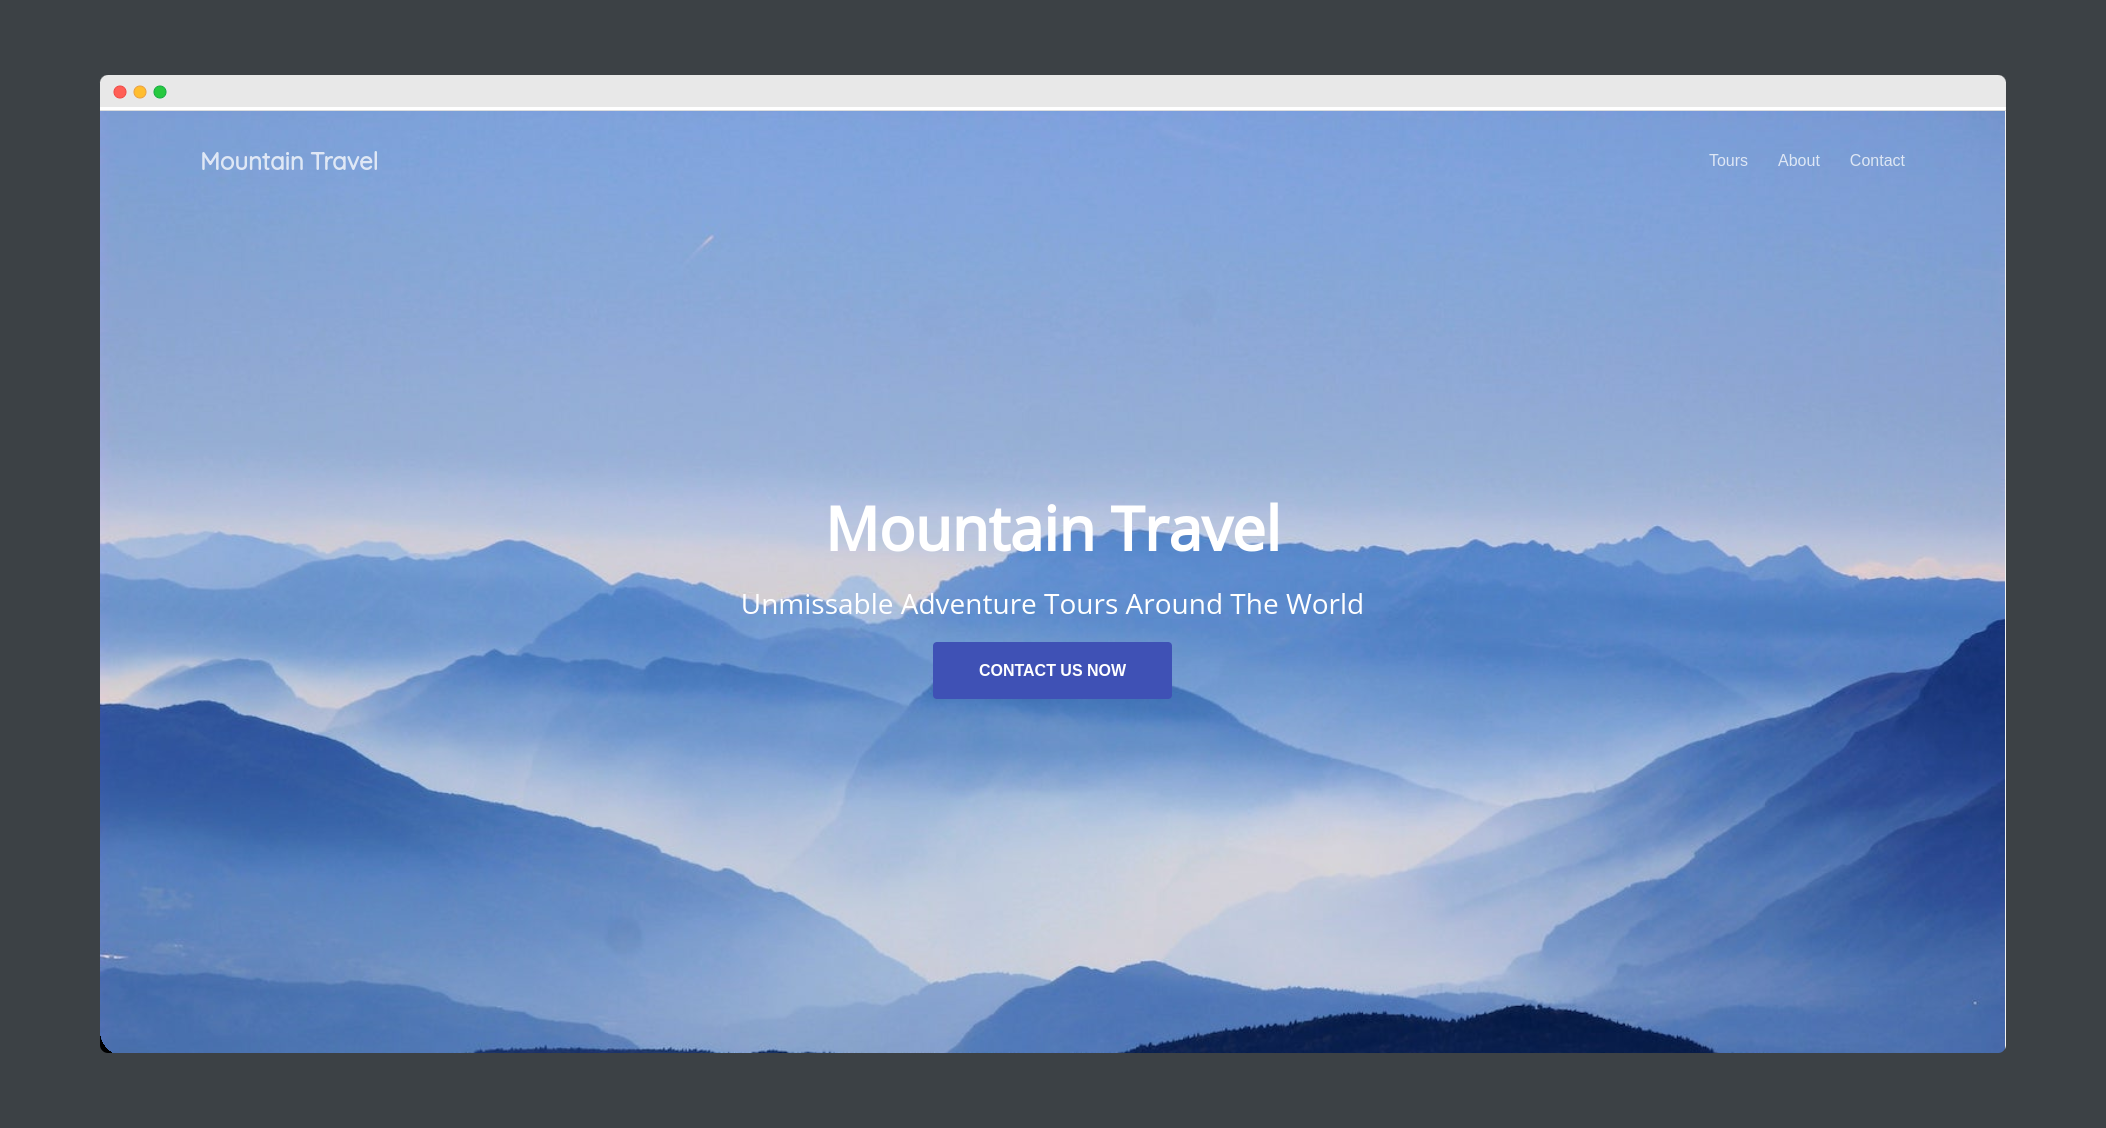 Mountain Travel
Tours About Contact
Mountain Travel
Unmissable Adventure Tours Around The World
CONTACT US NOW